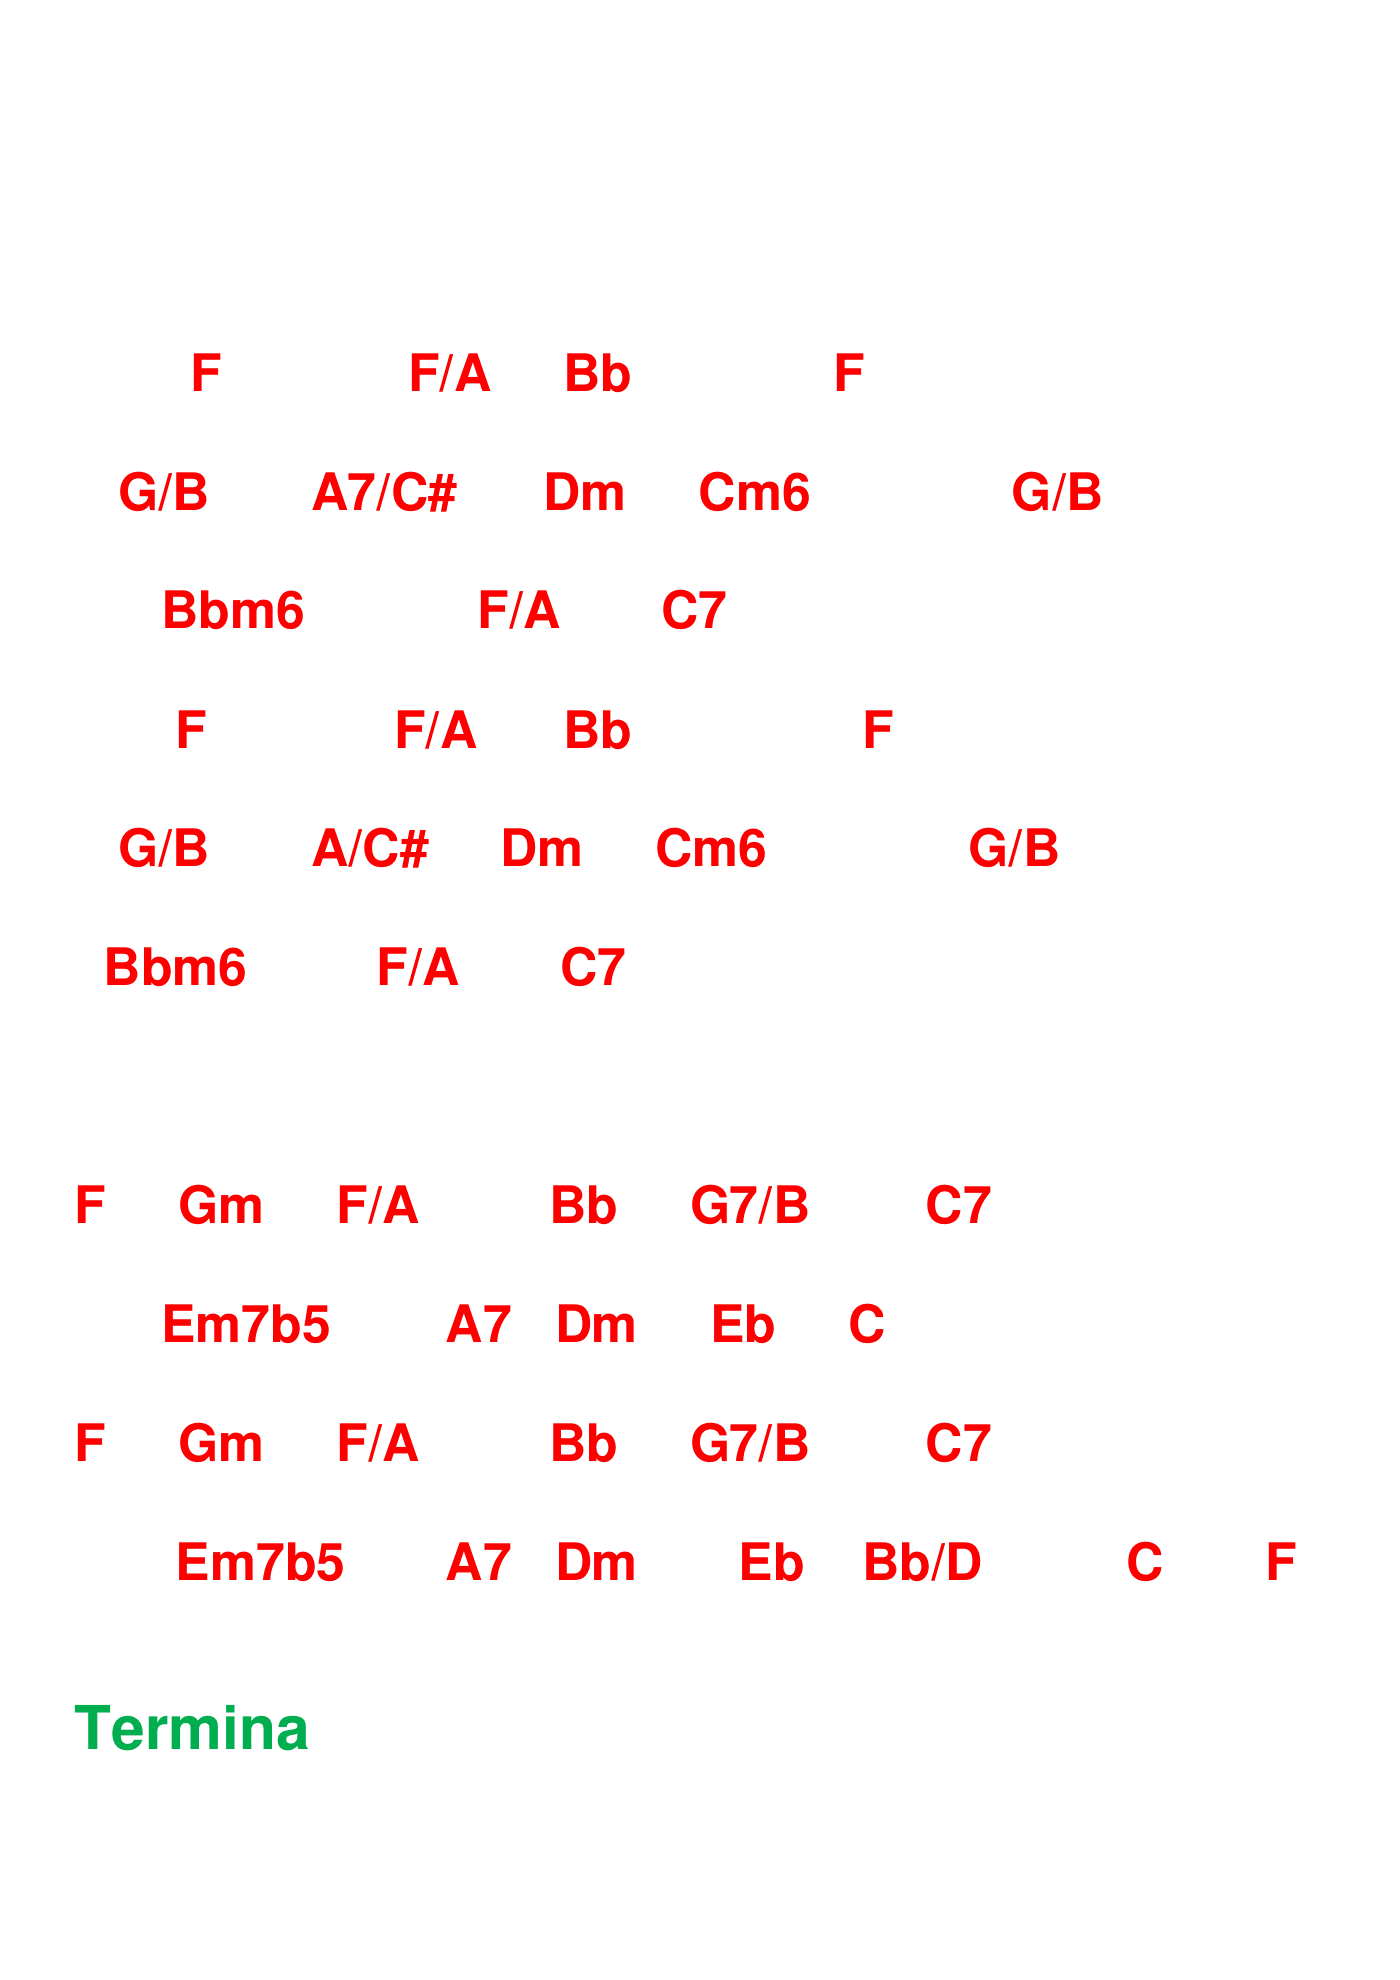 F F/A Bb F
G/B A7/C# Dm Cm6 G/B
Bbm6 F/A C7
F F/A Bb F
G/B A/C# Dm Cm6 G/B
Bbm6 F/A C7
F Gm F/A Bb G7/B C7
Em7b5 A7 Dm Eb C
F Gm F/A Bb G7/B C7
Em7b5 A7 Dm Eb Bb/D C F
Termina